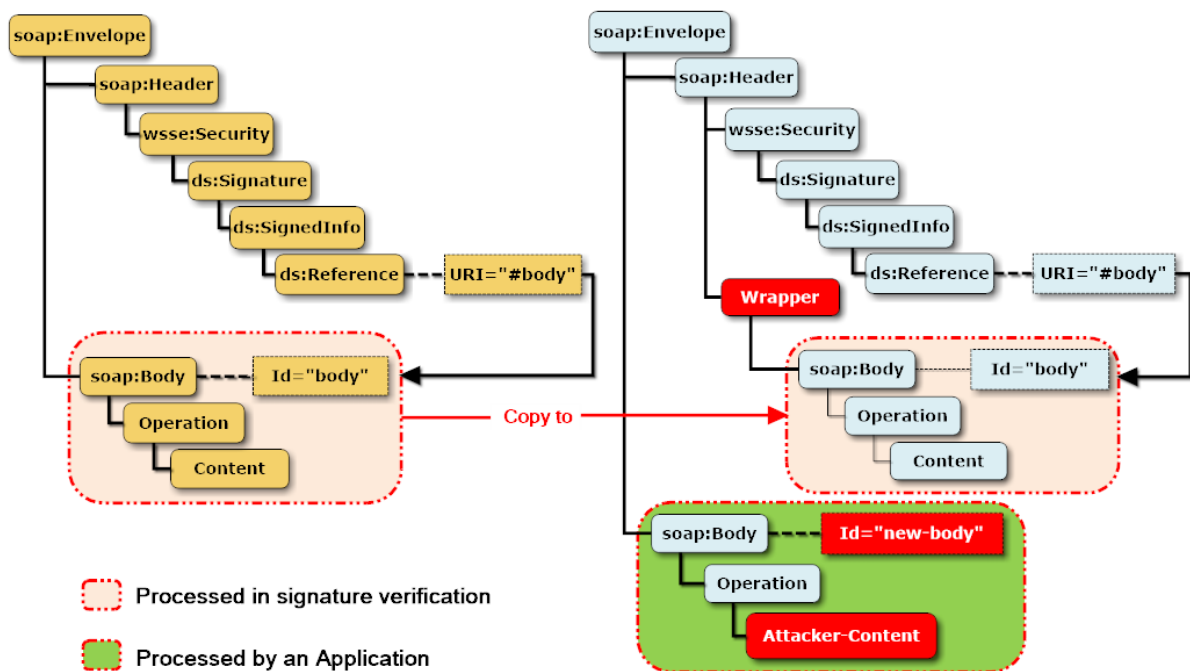 soap:Envelope
soap:Header
wsse:Security
ds:Signature
ds:SignedInfo
ds:Reference
URI="#body"
soap:Body
Id="body"
Operation
Content
Copy to
soap:Envelope
soap:Header
wsse:Security
ds:Signature
ds:SignedInfo
ds:Reference
URI="#body"
Wrapper
soap:Body
Id="body"
Operation
Content
soap:Body
Id="new-body"
Operation
Attacker-Content
Processed in signature verification
Processed by an Application